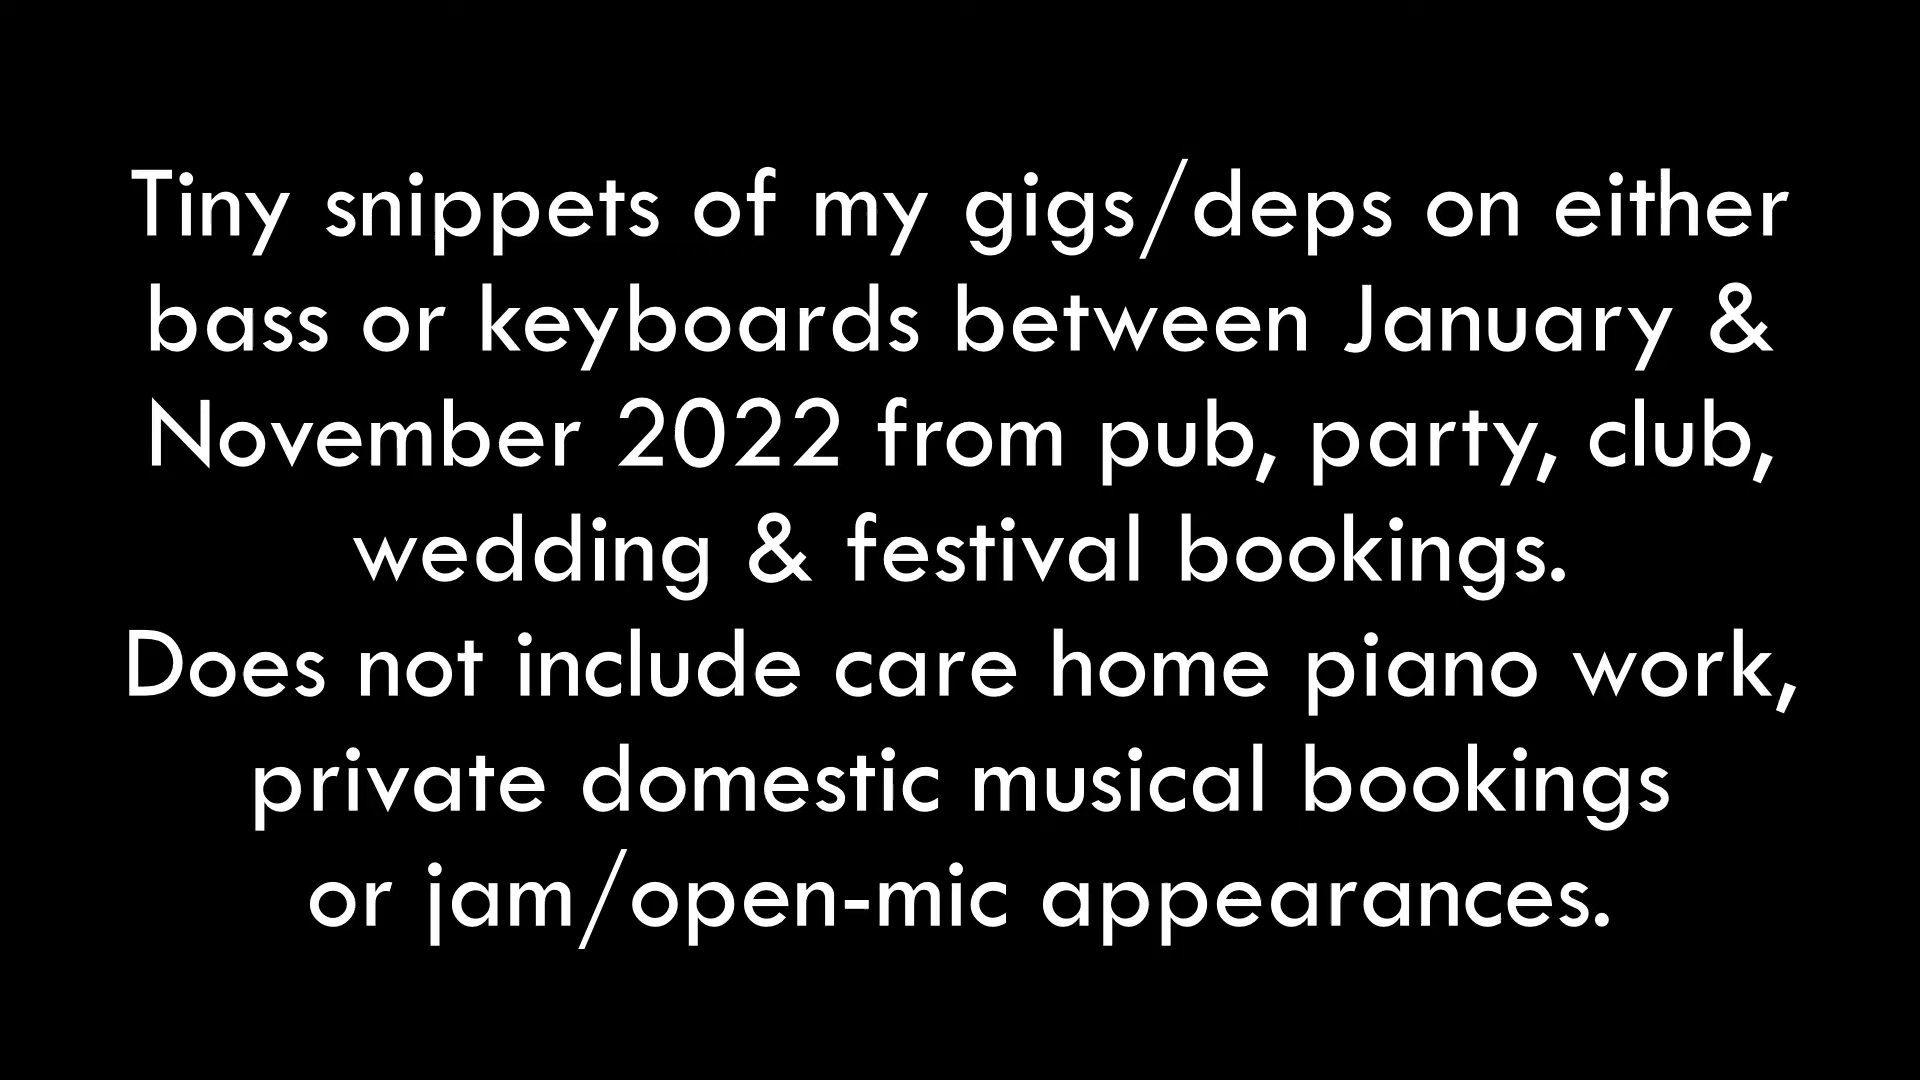 Tiny snippets of my gigs/deps on either
bass or keyboards between January &
November 2022 from pub, party, club,
wedding & festival bookings.
Does not include care home piano work,
private domestic musical bookings
or jam/open-mic appearances.